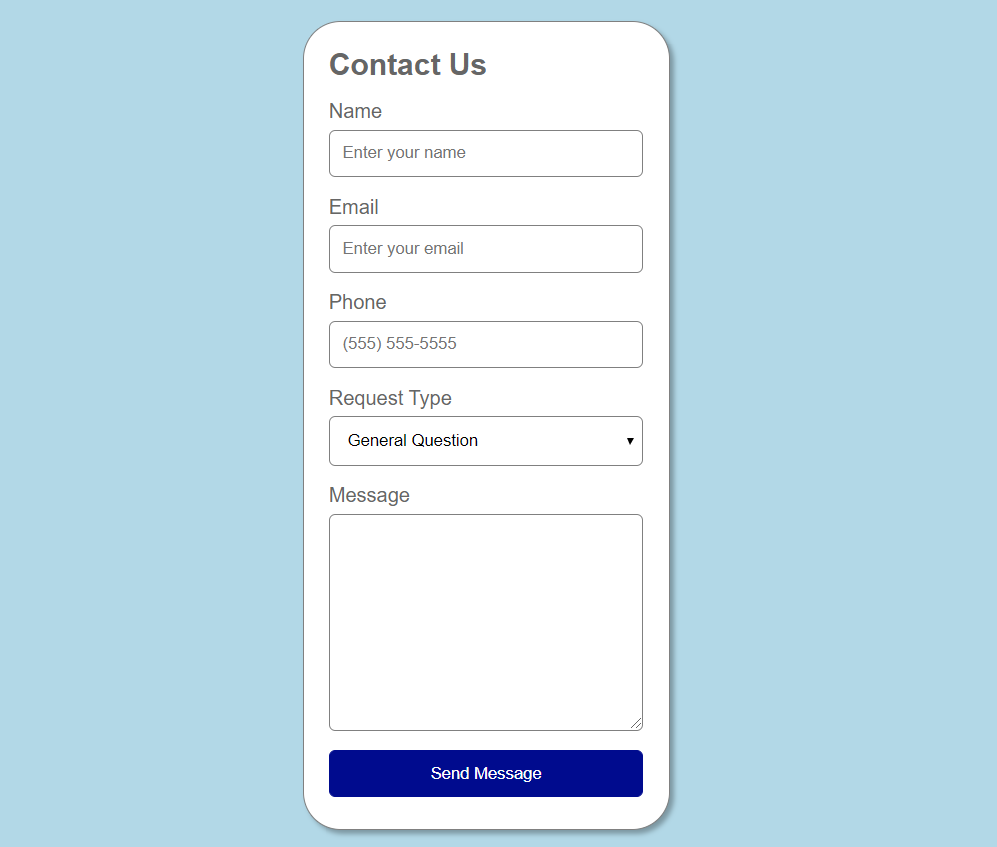 Contact Us
Name
Enter your name
Email
Enter your email
Phone
(555) 555-5555
Request Type
General Question
Message
Send Message